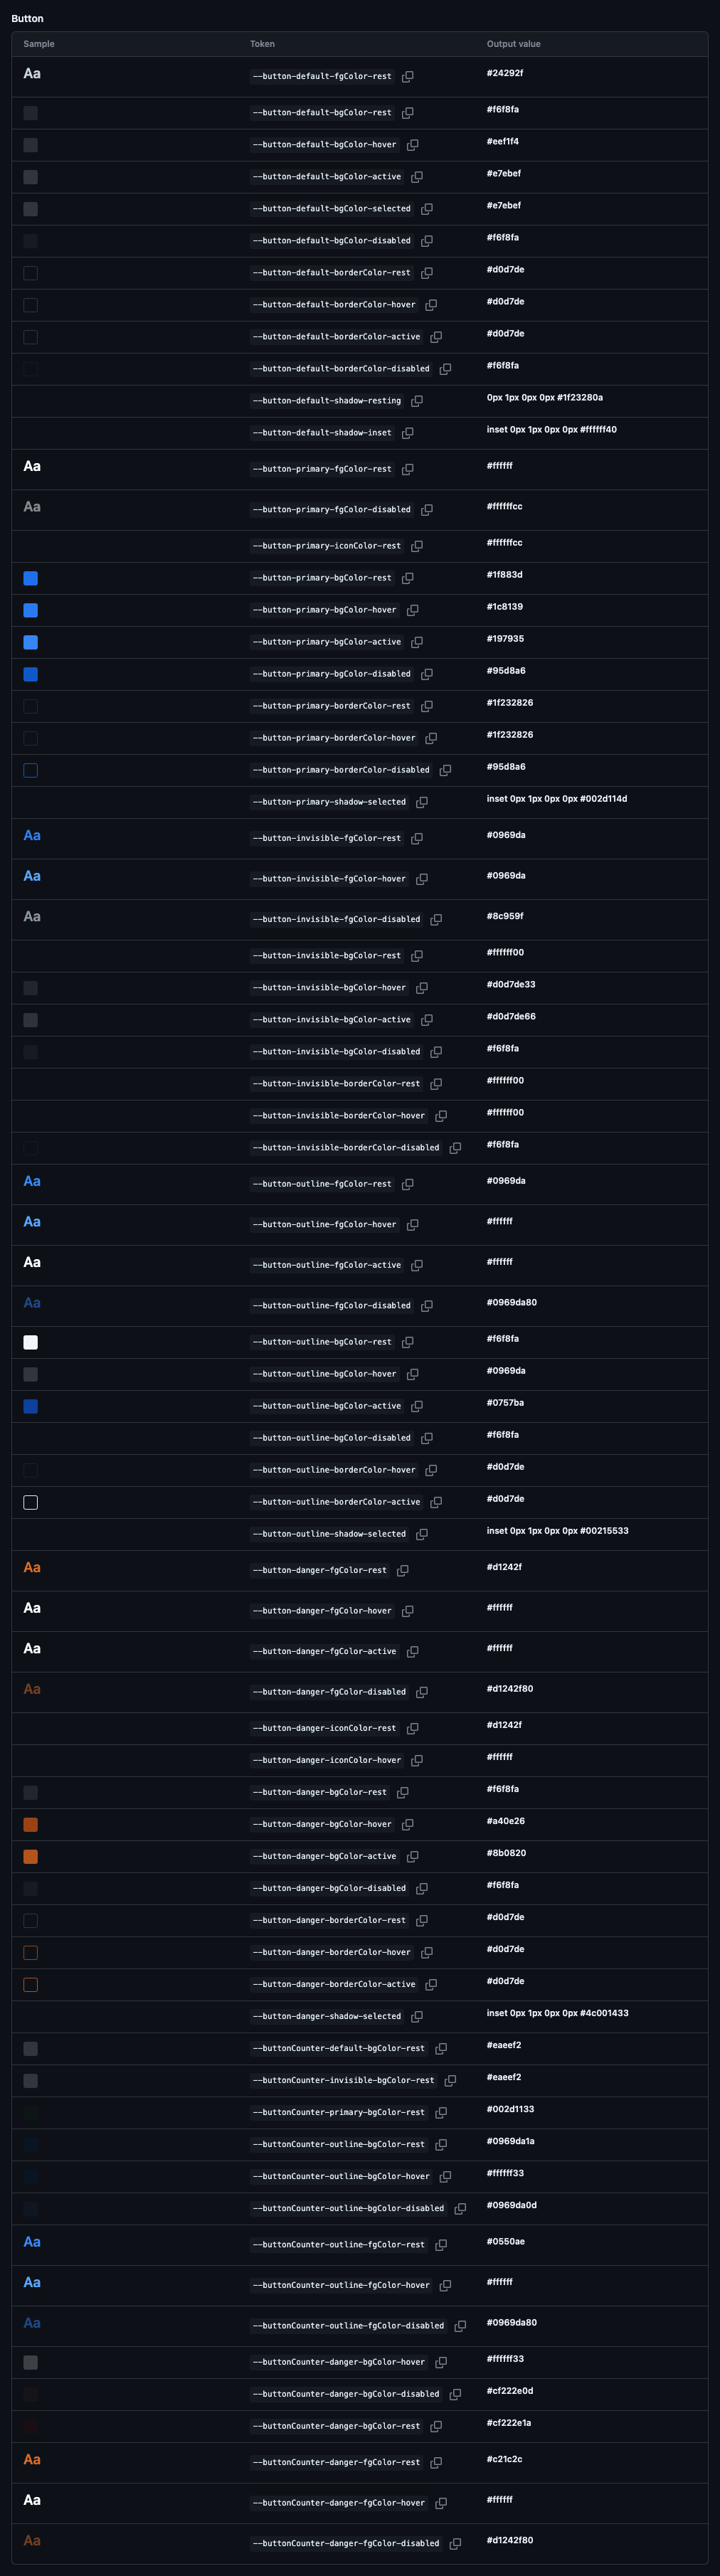 Button
Sample Token Output value
Aa --button-default-fgColor-rest #24292f
--button-default-bgColor-rest #f6f8fa
--button-default-bgColor-hover #eef1f4
--button-default-bgColor-active #e7ebef
--button-default-bgColor-selected #e7ebef
--button-default-bgColor-disabled #f6f8fa
--button-default-borderColor-rest #d0d7de
--button-default-borderColor-hover #d0d7de
--button-default-borderColor-active #d0d7de
--button-default-borderColor-disabled #f6f8fa
--button-default-shadow-resting 0px 1px 0px 0px #1f23280a
--button-default-shadow-inset inset 0px 1px 0px 0px #ffffff40
Aa --button-primary-fgColor-rest #ffffff
Aa --button-primary-fgColor-disabled #ffffffcc
--button-primary-iconColor-rest #ffffffcc
--button-primary-bgColor-rest #1f883d
--button-primary-bgColor-hover #1c8139
--button-primary-bgColor-active #197935
--button-primary-bgColor-disabled #95d8a6
--button-primary-borderColor-rest #1f232826
--button-primary-borderColor-hover #1f232826
--button-primary-borderColor-disabled #95d8a6
--button-primary-shadow-selected inset 0px 1px 0px 0px #002d114d
Aa --button-invisible-fgColor-rest #0969da
Aa --button-invisible-fgColor-hover #0969da
Aa --button-invisible-fgColor-disabled #8c959f
--button-invisible-bgColor-rest #ffffff00
--button-invisible-bgColor-hover #d0d7de33
--button-invisible-bgColor-active #d0d7de66
--button-invisible-bgColor-disabled #f6f8fa
--button-invisible-borderColor-rest #ffffff00
--button-invisible-borderColor-hover #ffffff00
--button-invisible-borderColor-disabled #f6f8fa
Aa --button-outline-fgColor-rest #0969da
Aa --button-outline-fgColor-hover #ffffff
Aa --button-outline-fgColor-active #ffffff
Aa --button-outline-fgColor-disabled #0969da80
--button-outline-bgColor-rest #f6f8fa
--button-outline-bgColor-hover #0969da
--button-outline-bgColor-active #0757ba
--button-outline-bgColor-disabled #f6f8fa
--button-outline-borderColor-hover #d0d7de
--button-outline-borderColor-active #d0d7de
--button-outline-shadow-selected inset 0px 1px 0px 0px #00215533
Aa --button-danger-fgColor-rest #d1242f
Aa --button-danger-fgColor-hover #ffffff
Aa --button-danger-fgColor-active #ffffff
Aa --button-danger-fgColor-disabled #d1242f80
--button-danger-iconColor-rest #d1242f
--button-danger-iconColor-hover #ffffff
--button-danger-bgColor-rest #f6f8fa
--button-danger-bgColor-hover #a40e26
--button-danger-bgColor-active #8b0820
--button-danger-bgColor-disabled #f6f8fa
--button-danger-borderColor-rest #d0d7de
--button-danger-borderColor-hover #d0d7de
--button-danger-borderColor-active #d0d7de
--button-danger-shadow-selected inset 0px 1px 0px 0px #4c001433
--buttonCounter-default-bgColor-rest #eaeef2
--buttonCounter-invisible-bgColor-rest #eaeef2
--buttonCounter-primary-bgColor-rest #002d1133
--buttonCounter-outline-bgColor-rest #0969da1a
--buttonCounter-outline-bgColor-hover #ffffff33
--buttonCounter-outline-bgColor-disabled #0969da0d
Aa --buttonCounter-outline-fgColor-rest #0550ae
Aa --buttonCounter-outline-fgColor-hover #ffffff
Aa --buttonCounter-outline-fgColor-disabled #0969da80
--buttonCounter-danger-bgColor-hover #ffffff33
--buttonCounter-danger-bgColor-disabled #cf222e0d
--buttonCounter-danger-bgColor-rest #cf222e1a
Aa --buttonCounter-danger-fgColor-rest #c21c2c
Aa --buttonCounter-danger-fgColor-hover #ffffff
Aa --buttonCounter-danger-fgColor-disabled #d1242f80